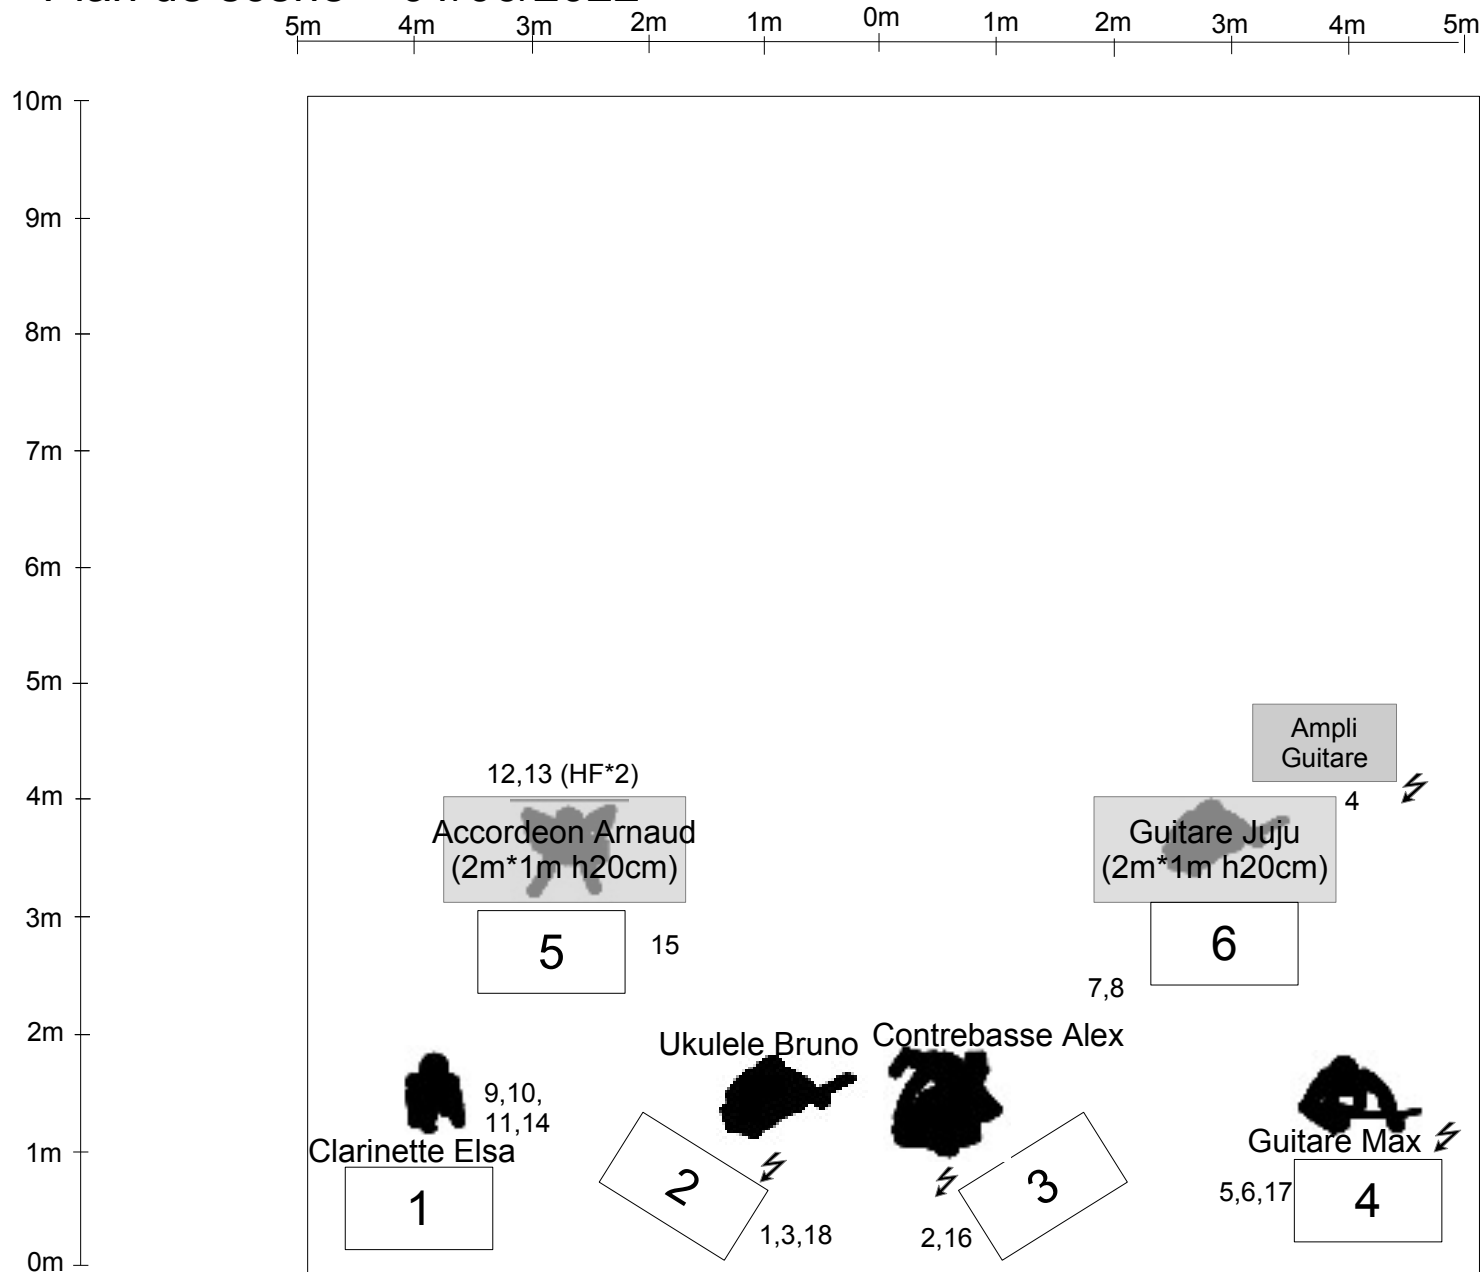 5m 4m 3m 2m 1m 0m 1m 2m 3m 4m 5m
10m
9m
8m
7m
6m
5m
Ampli
Guitare
12,13 (HF*2)
4m
4
Accordeon Arnaud
(2m*1m h20cm)
Guitare Juju
(2m*1m h20cm)
3m
5
15
6
7,8
2m
Ukulele Bruno
Contrebasse Alex
9,10,
11,14
1m
Clarinette Elsa
Guitare Max
1
2
3
4
1,3,18
2,16
5,6,17
0m